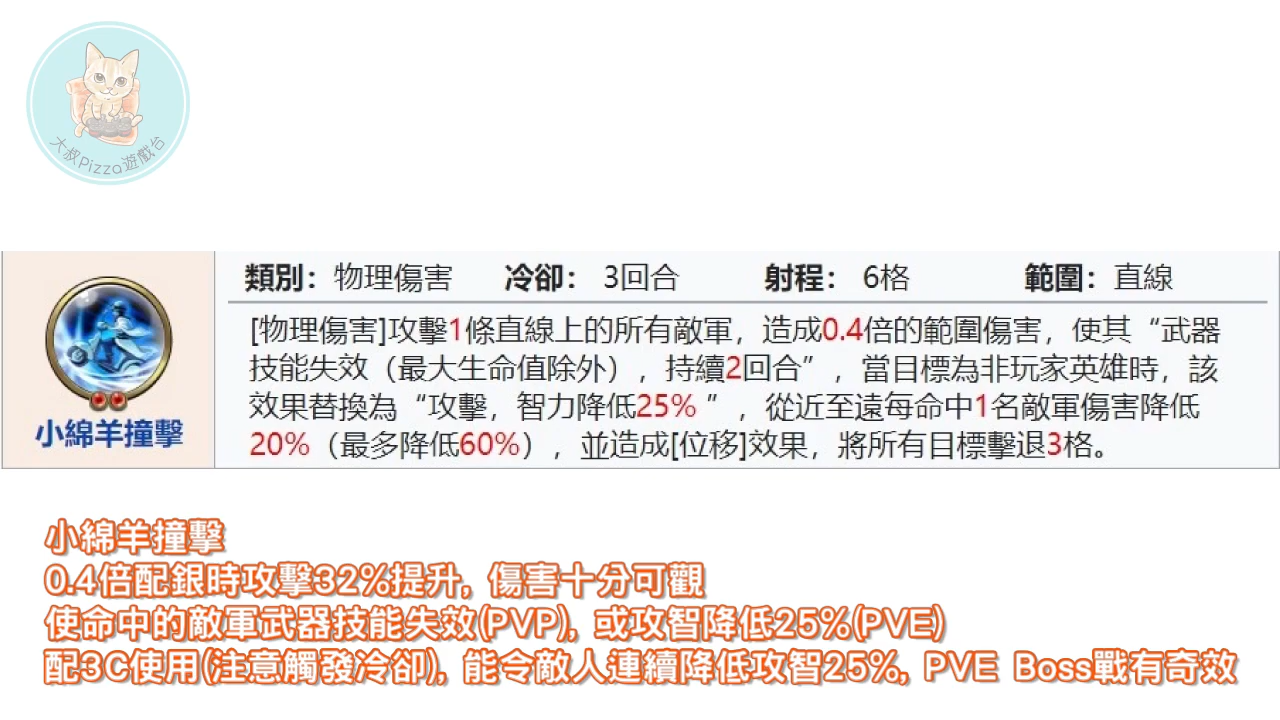 大叔Pizza遊戲台
類別：物理傷害 冷卻：3回合 射程：6格 範圍：直線
[物理傷害]攻擊1條直線上的所有敵軍，造成0.4倍的範圍傷害，使其“武器
技能失效（最大生命值除外），持續2回合”，當目標為非玩家英雄時，該
效果替換為“攻擊，智力降低25% ”，從近至遠每命中1名敵軍傷害降低
20%（最多降低60%），並造成[位移]效果，將所有目標擊退3格。
小綿羊撞擊
小綿羊撞擊
0.4倍配銀時攻擊32%提升, 傷害十分可觀
使命中的敵軍武器技能失效(PVP), 或攻智降低25%(PVE)
配3C使用(注意觸發冷卻), 能令敵人連續降低攻智25%, PVE Boss戰有奇效